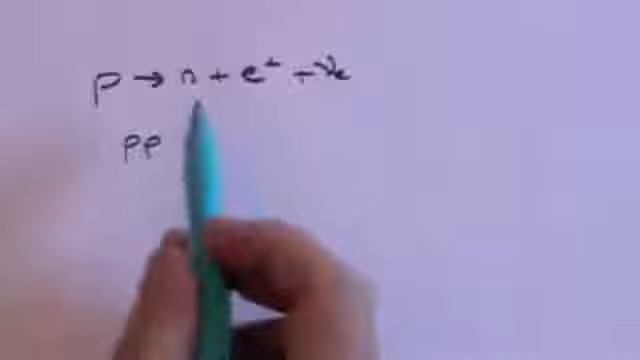 p → n + e⁺ + νₑ
pp